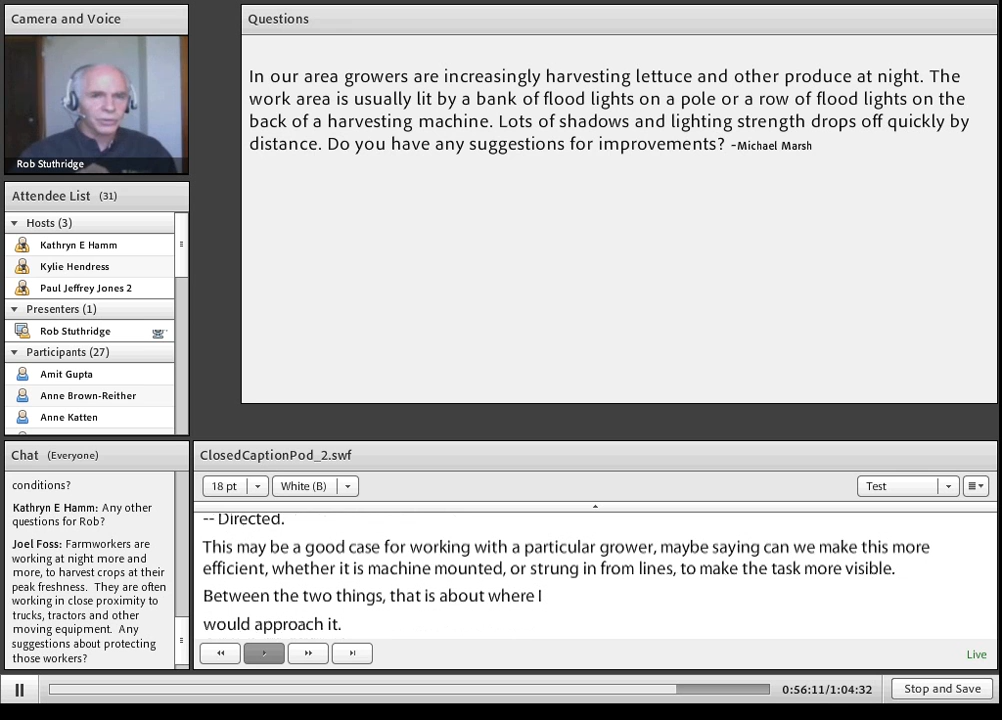 Camera and Voice
Rob Stuthridge
Attendee List (31)
Hosts (3)
Kathryn E Hamm
Kylie Hendress
Paul Jeffrey Jones 2
Presenters (1)
Rob Stuthridge
Participants (27)
Amit Gupta
Anne Brown-Reither
Anne Katten
Questions
In our area growers are increasingly harvesting lettuce and other produce at night. The
work area is usually lit by a bank of flood lights on a pole or a row of flood lights on the
back of a harvesting machine. Lots of shadows and lighting strength drops off quickly by
distance. Do you have any suggestions for improvements? -Michael Marsh
Chat (Everyone)
conditions?
Kathryn E Hamm: Any other
questions for Rob?
Joel Foss: Farmworkers are
working at night more and
more, to harvest crops at their
peak freshness. They are often
working in close proximity to
trucks, tractors and other
moving equipment. Any
suggestions about protecting
those workers?
ClosedCaptionPod_2.swf
18 pt
White (B)
Test
-- Directed.
This may be a good case for working with a particular grower, maybe saying can we make this more
efficient, whether it is machine mounted, or strung in from lines, to make the task more visible.
Between the two things, that is about where I
would approach it.
Live
0:56:11/1:04:32
Stop and Save